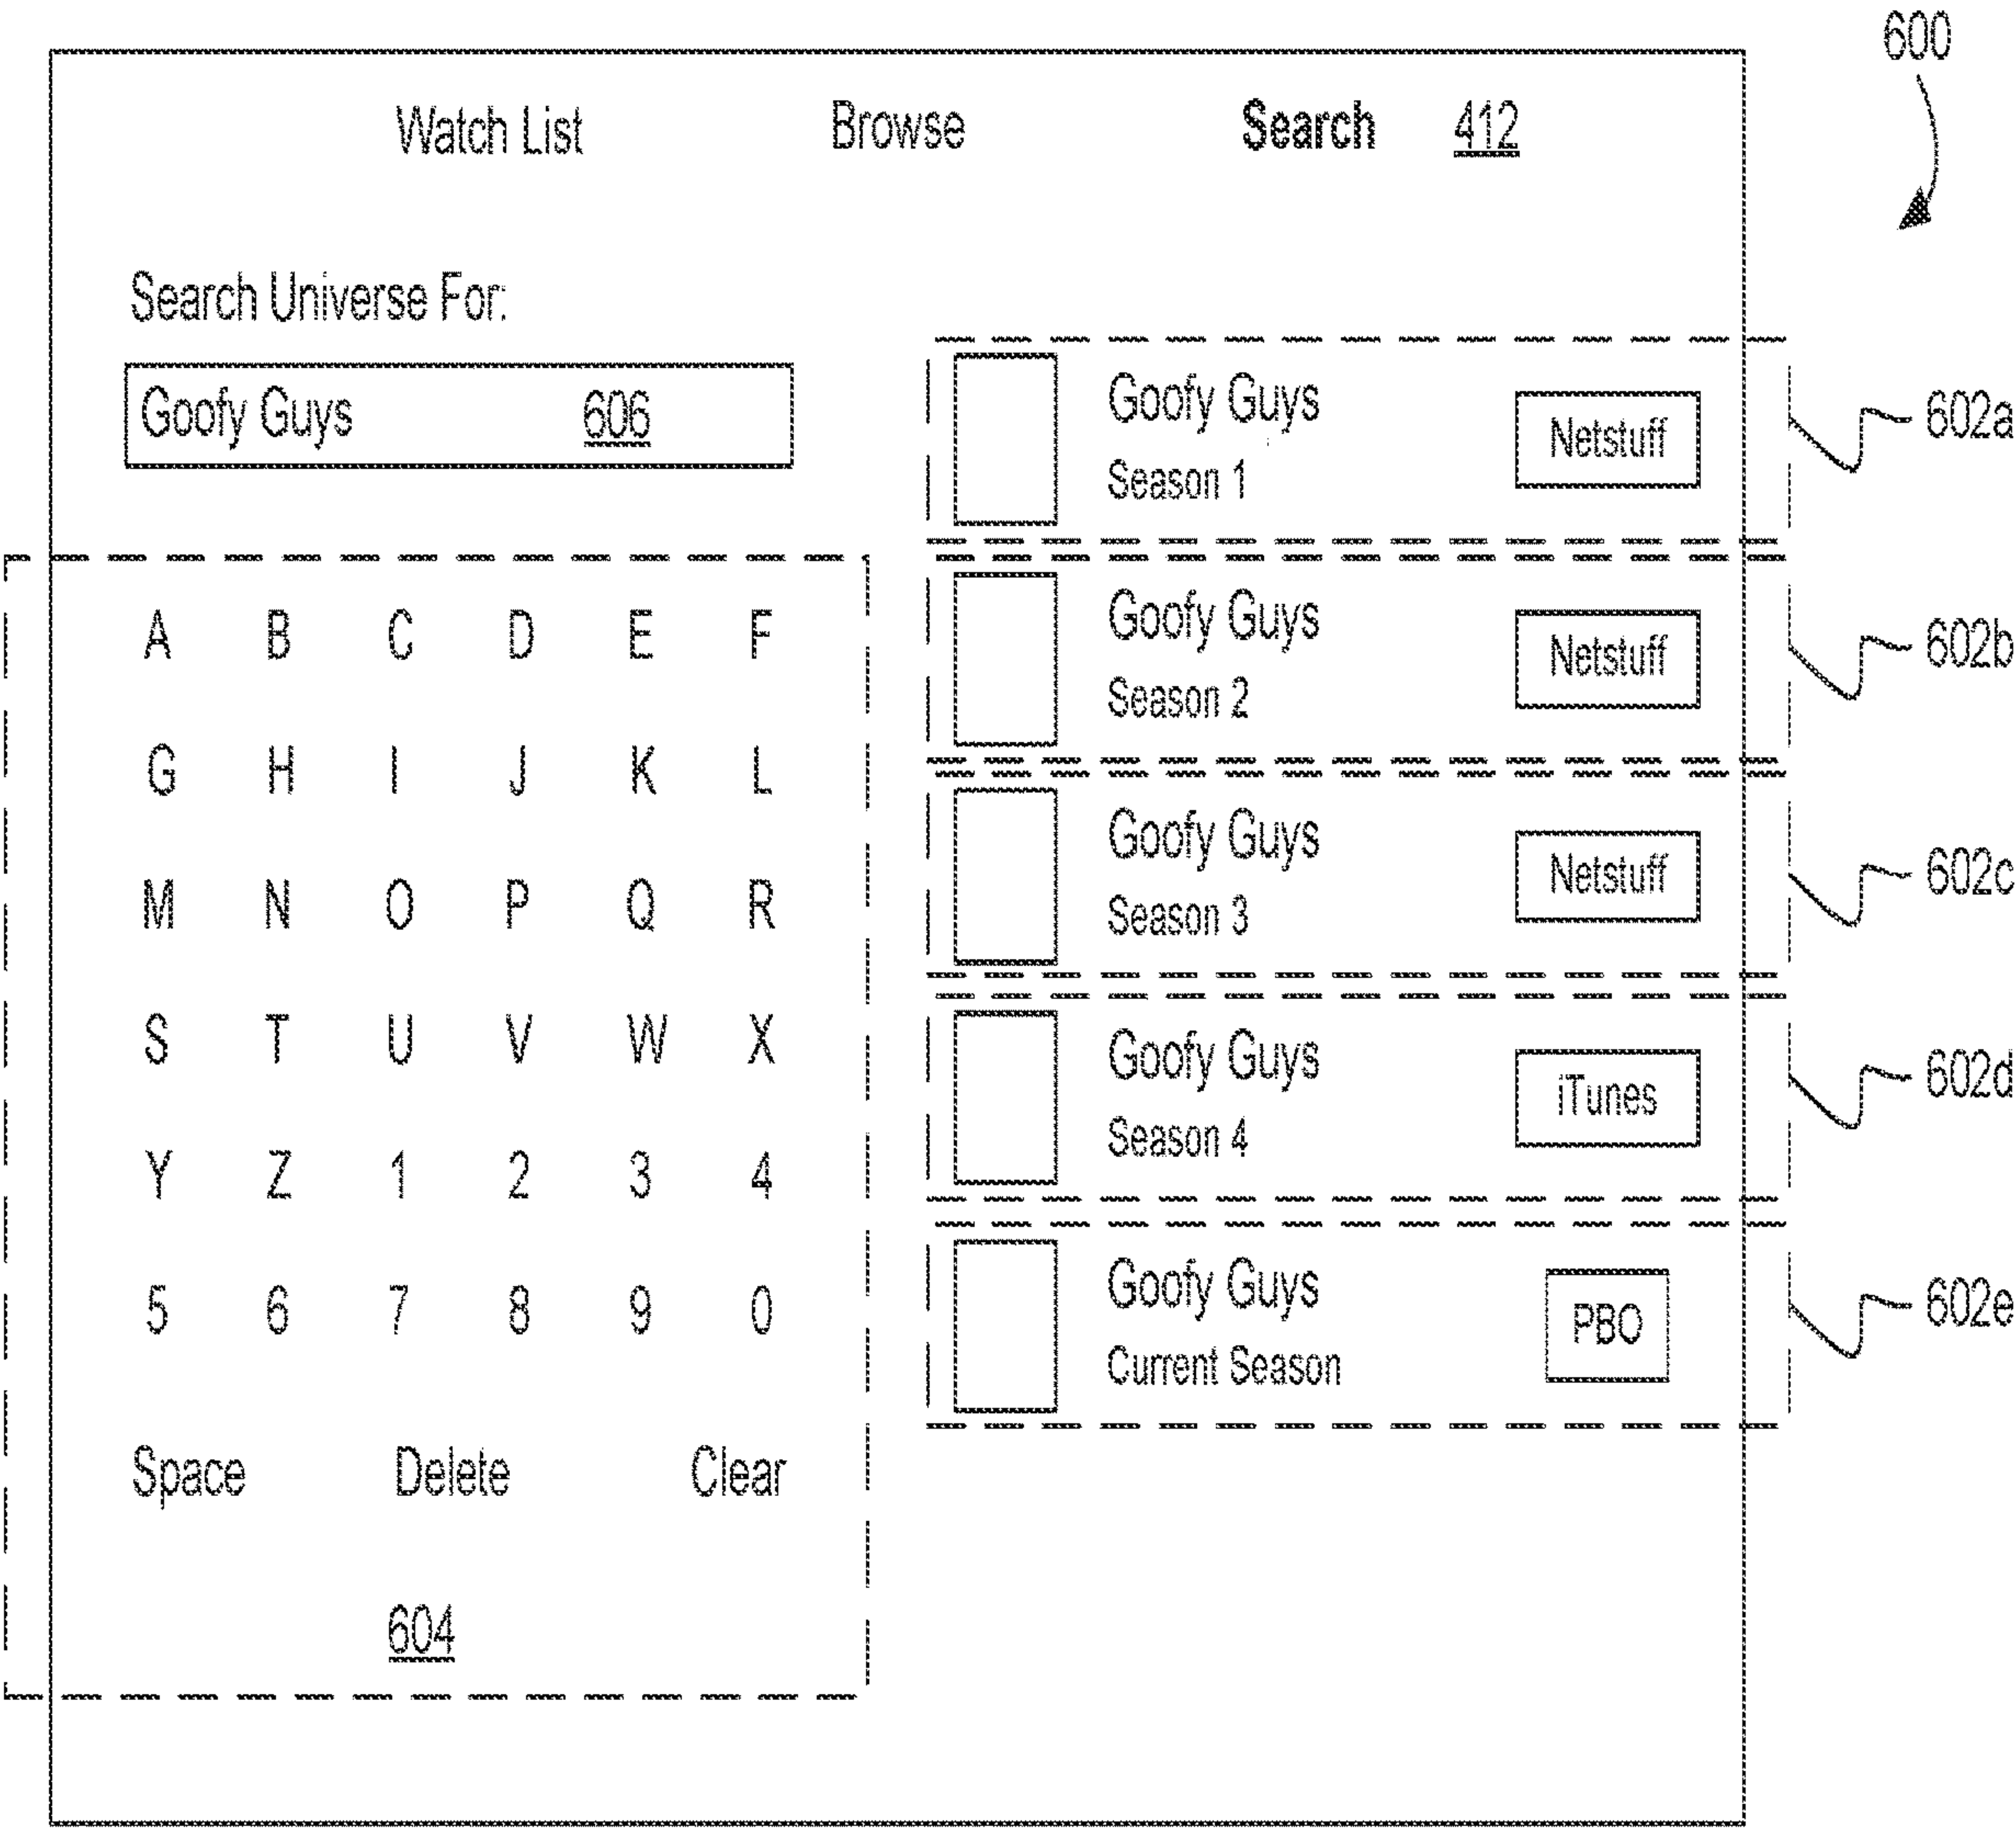 600
Watch List Browse Search 412
Search Universe For:
Goofy Guys 606
A B C D E F
G H I J K L
M N O P Q R
S T U V W X
Y Z 1 2 3 4
5 6 7 8 9 0
Space Delete Clear
604
Goofy Guys
Season 1
Netstuff
602a
Goofy Guys
Season 2
Netstuff
602b
Goofy Guys
Season 3
Netstuff
602c
Goofy Guys
Season 4
iTunes
602d
Goofy Guys
Current Season
PBO
602e